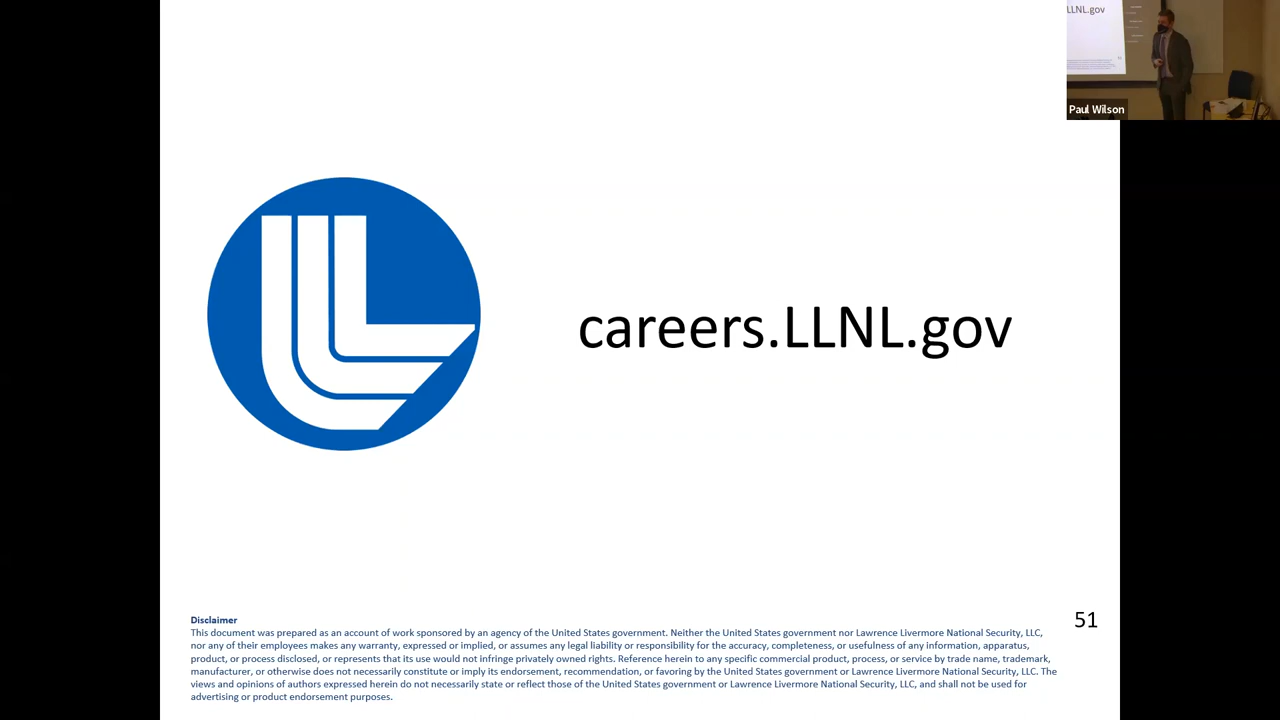 LLNL.gov
Paul Wilson
careers.LLNL.gov
51
Disclaimer
This document was prepared as an account of work sponsored by an agency of the United States government. Neither the United States government nor Lawrence Livermore National Security, LLC,
nor any of their employees makes any warranty, expressed or implied, or assumes any legal liability or responsibility for the accuracy, completeness, or usefulness of any information, apparatus,
product, or process disclosed, or represents that its use would not infringe privately owned rights. Reference herein to any specific commercial product, process, or service by trade name, trademark,
manufacturer, or otherwise does not necessarily constitute or imply its endorsement, recommendation, or favoring by the United States government or Lawrence Livermore National Security, LLC. The
views and opinions of authors expressed herein do not necessarily state or reflect those of the United States government or Lawrence Livermore National Security, LLC, and shall not be used for
advertising or product endorsement purposes.